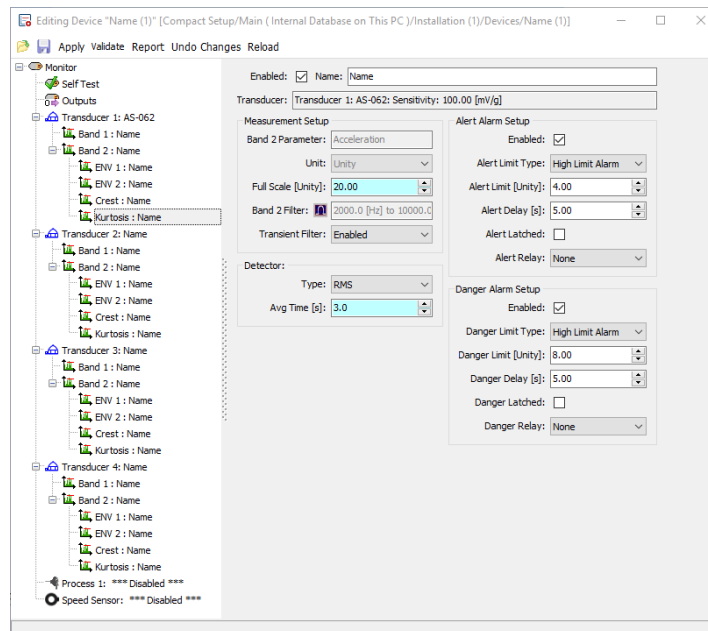 Editing Device "Name (1)" [Compact Setup/Main ( Internal Database on This PC )/Installation (1)/Devices/Name (1)]
Apply Validate Report Undo Changes Reload
Monitor
Self Test
Outputs
Transducer 1: AS-062
Band 1 : Name
Band 2 : Name
ENV 1 : Name
ENV 2 : Name
Crest : Name
Kurtosis : Name
Transducer 2: Name
Band 1 : Name
Band 2 : Name
ENV 1 : Name
ENV 2 : Name
Crest : Name
Kurtosis : Name
Transducer 3: Name
Band 1 : Name
Band 2 : Name
ENV 1 : Name
ENV 2 : Name
Crest : Name
Kurtosis : Name
Transducer 4: Name
Band 1 : Name
Band 2 : Name
ENV 1 : Name
ENV 2 : Name
Crest : Name
Kurtosis : Name
Process 1: *** Disabled ***
Speed Sensor: *** Disabled ***
Enabled: Name: Name
Transducer: Transducer 1: AS-062: Sensitivity: 100.00 [mV/g]
Measurement Setup
Band 2 Parameter: Acceleration
Unit: Unity
Full Scale [Unity]: 20.00
Band 2 Filter: 2000.0 [Hz] to 10000.0
Transient Filter: Enabled
Detector:
Type: RMS
Avg Time [s]: 3.0
Alert Alarm Setup
Enabled:
Alert Limit Type: High Limit Alarm
Alert Limit [Unity]: 4.00
Alert Delay [s]: 5.00
Alert Latched:
Alert Relay: None
Danger Alarm Setup
Enabled:
Danger Limit Type: High Limit Alarm
Danger Limit [Unity]: 8.00
Danger Delay [s]: 5.00
Danger Latched:
Danger Relay: None